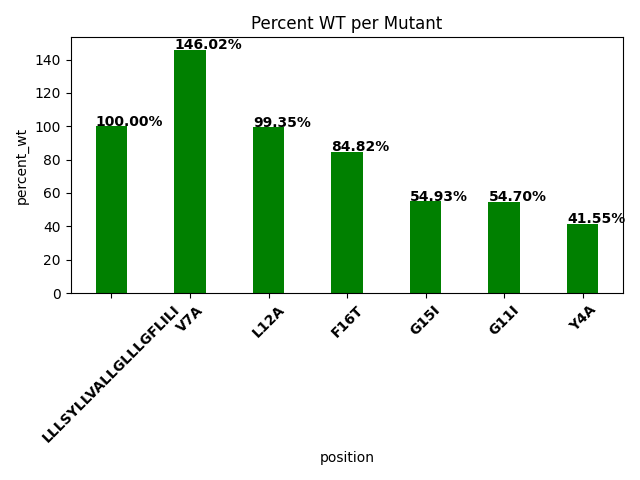 Percent WT per Mutant
percent_wt
140
120
100
80
60
40
20
0
100.00%
146.02%
99.35%
84.82%
54.93%
54.70%
41.55%
LLLSYLLVALLGLLLGFLILI
V7A
L12A
F16T
G15I
G11I
Y4A
position